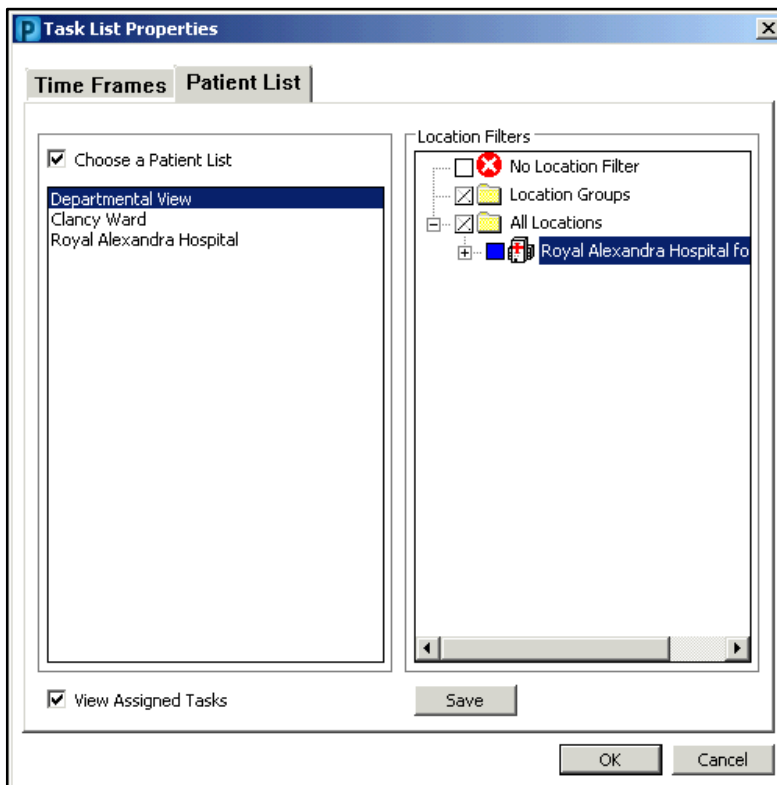 Task List Properties
Time Frames
Patient List
Choose a Patient List
Departmental View
Clancy Ward
Royal Alexandra Hospital
View Assigned Tasks
Location Filters
No Location Filter
Location Groups
All Locations
Royal Alexandra Hospital fo
Save
OK
Cancel